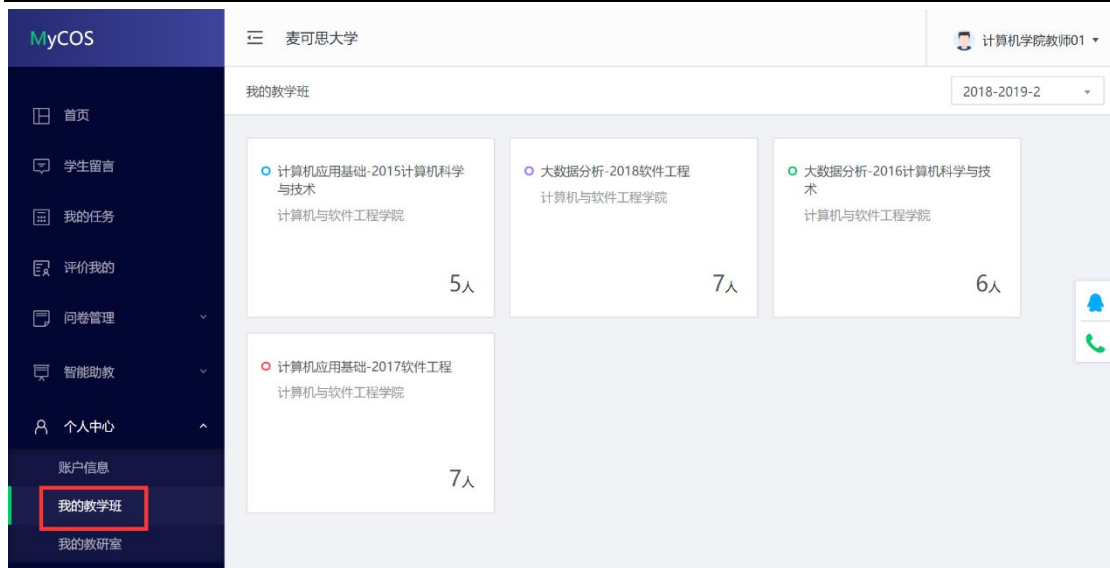 MyCOS
麦可思大学
计算机学院教师01
首页
学生留言
我的任务
评价我的
问卷管理
智能助教
个人中心
账户信息
我的教学班
我的教研室
我的教学班
2018-2019-2
计算机应用基础-2015计算机科学
与技术
计算机与软件工程学院
5人
大数据分析-2018软件工程
计算机与软件工程学院
7人
大数据分析-2016计算机科学与技
术
计算机与软件工程学院
6人
计算机应用基础-2017软件工程
计算机与软件工程学院
7人